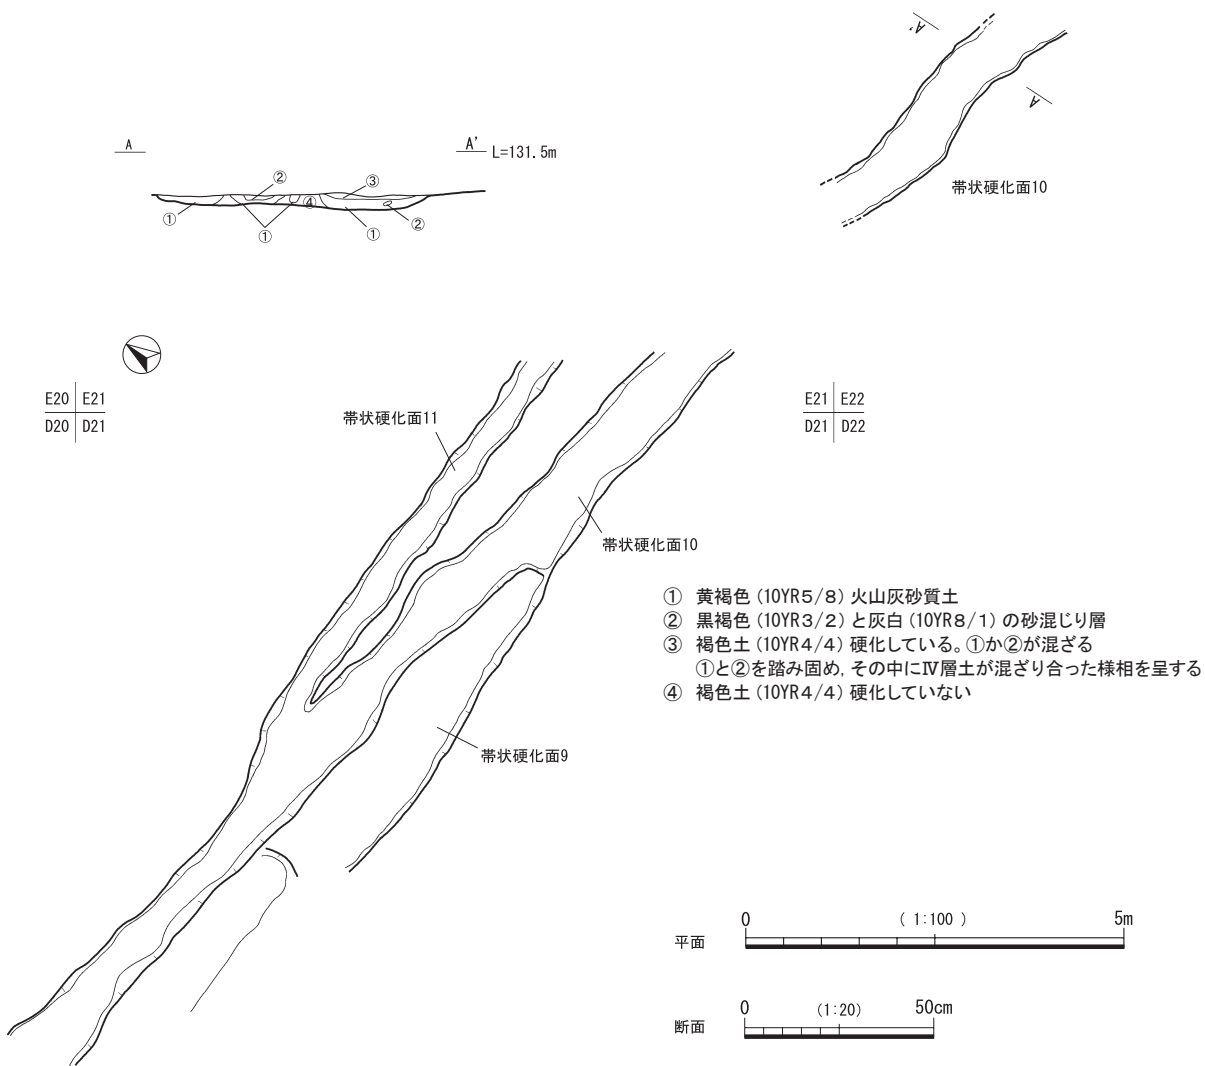 A'
A
帯状硬化面10
A
A'
L=131.5m
②
③
④
①
①
①
②
E20 E21
D20 D21
帯状硬化面11
E21 E22
D21 D22
帯状硬化面10
① 黄褐色(10YR5/8)火山灰砂質土
② 黒褐色(10YR3/2)と灰白(10YR8/1)の砂混じり層
③ 褐色土(10YR4/4)硬化している。①か②が混ざる
①と②を踏み固め,その中にⅣ層土が混ざり合った様相を呈する
④ 褐色土(10YR4/4)硬化していない
帯状硬化面9
0 (1:100) 5m
平面
0 (1:20) 50cm
断面